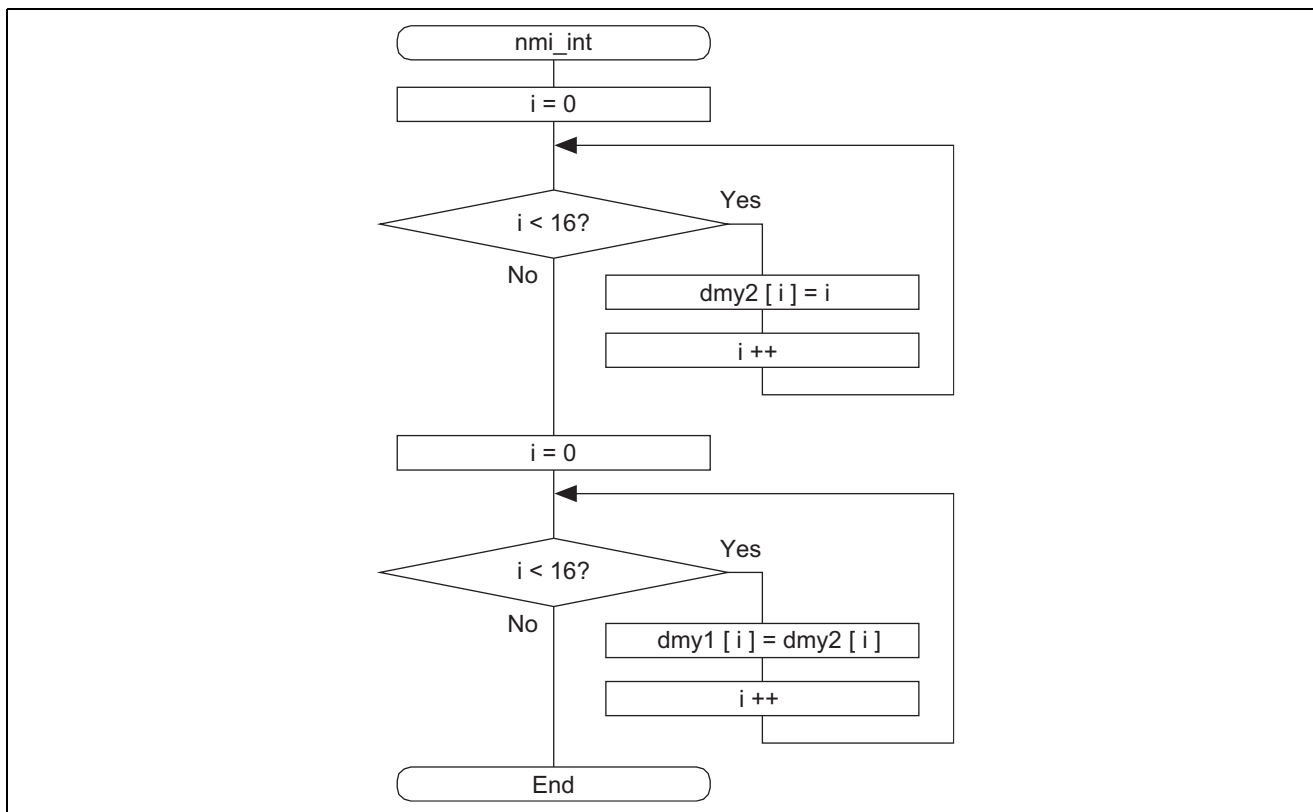 nmi_int
i = 0
i < 16?
Yes
No
dmy2 [ i ] = i
i ++
i = 0
i < 16?
Yes
No
dmy1 [ i ] = dmy2 [ i ]
i ++
End